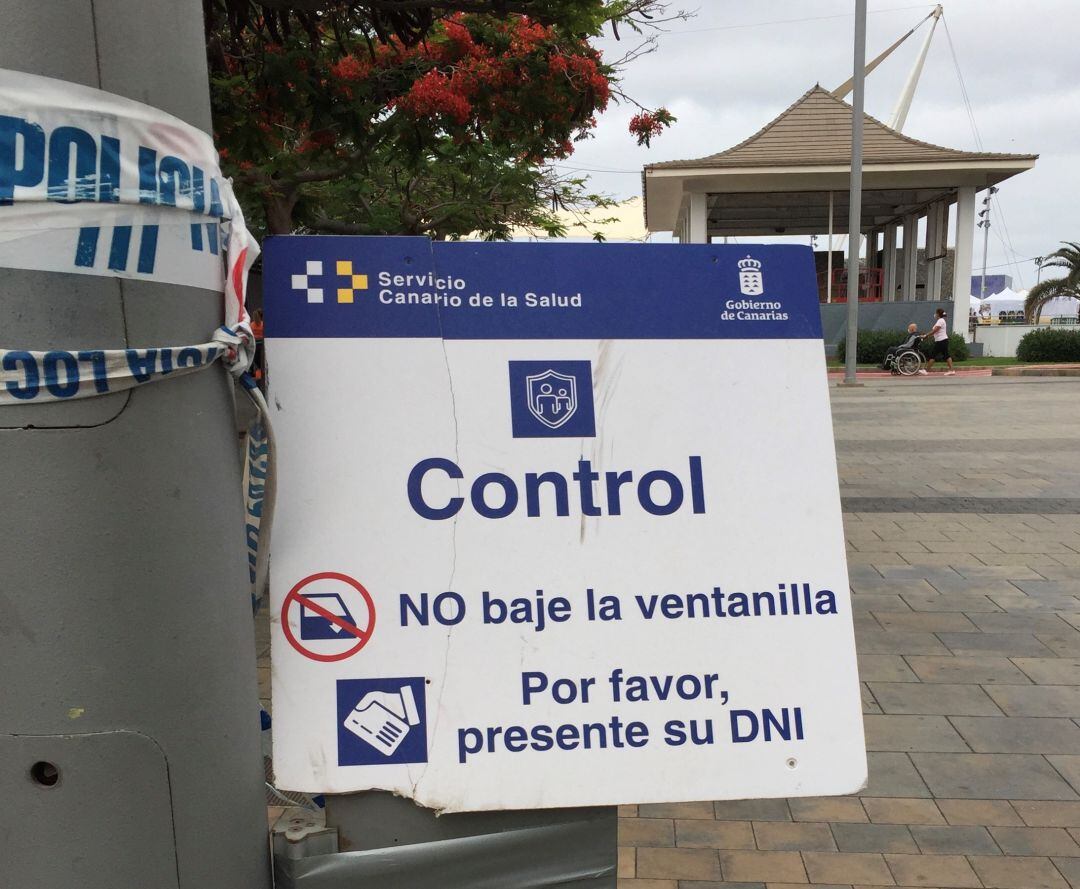 POLICIA
Servicio
Canario de la Salud
Gobierno
de Canarias
Control
NO baje la ventanilla
Por favor,
presente su DNI